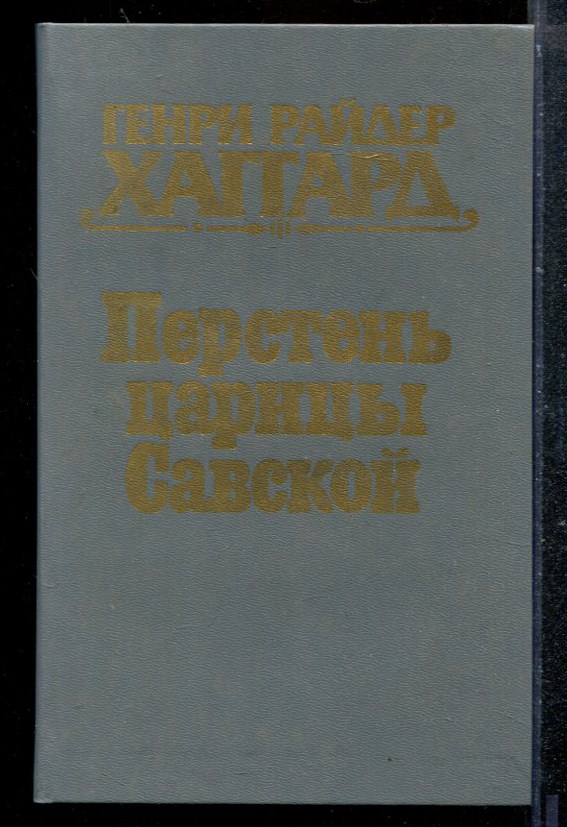 ГЕНРИ РАЙДЕР
ХАГГАРД
Перстень
царицы
Савской